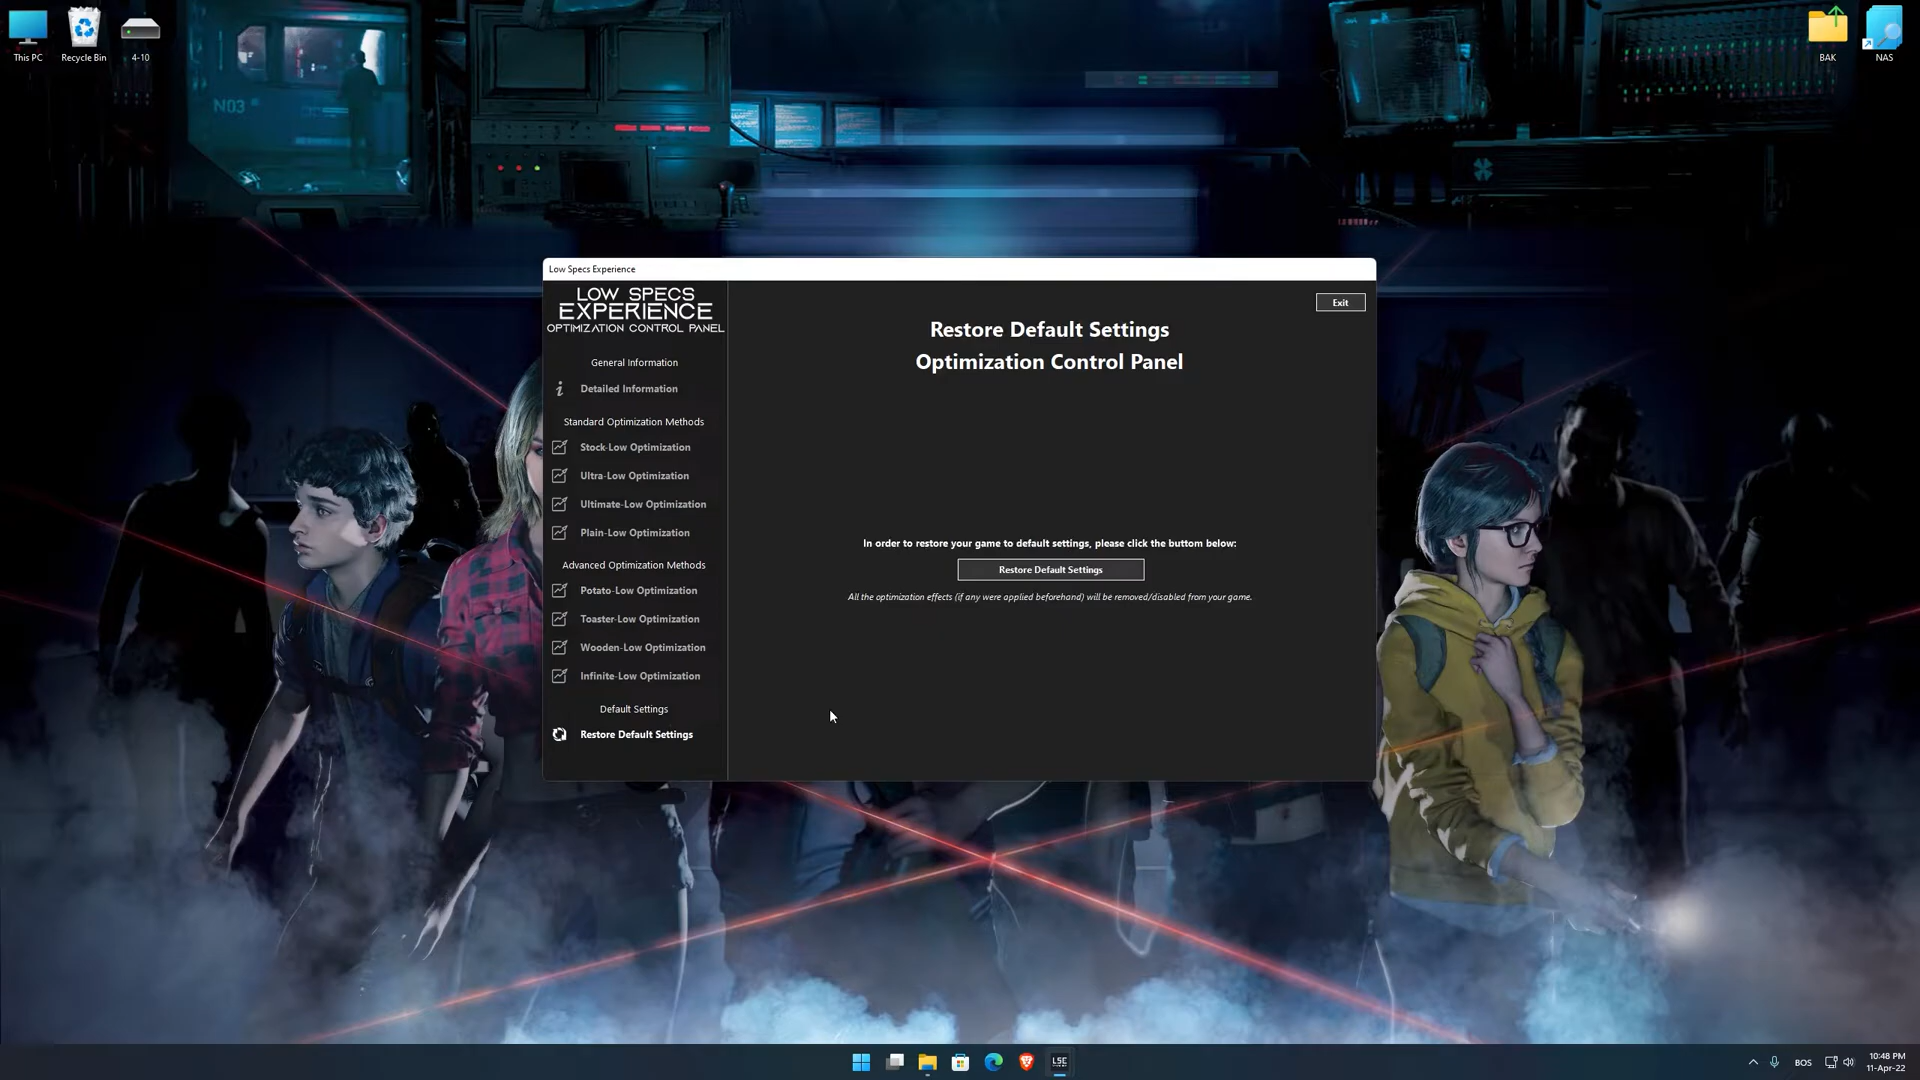 This PC
Recycle Bin
4-10
BAK
NAS
N03
Low Specs Experience
LOW SPECS
EXPERIENCE
OPTIMIZATION CONTROL PANEL
General Information
Detailed Information
Standard Optimization Methods
Stock-Low Optimization
Ultra-Low Optimization
Ultimate-Low Optimization
Plain-Low Optimization
Advanced Optimization Methods
Potato-Low Optimization
Toaster-Low Optimization
Wooden-Low Optimization
Infinite-Low Optimization
Default Settings
Restore Default Settings
Exit
Restore Default Settings
Optimization Control Panel
In order to restore your game to default settings, please click the buttom below:
Restore Default Settings
All the optimization effects (if any were applied beforehand) will be removed/disabled from your game.
LSE
BOS
10:48 PM
11-Apr-22